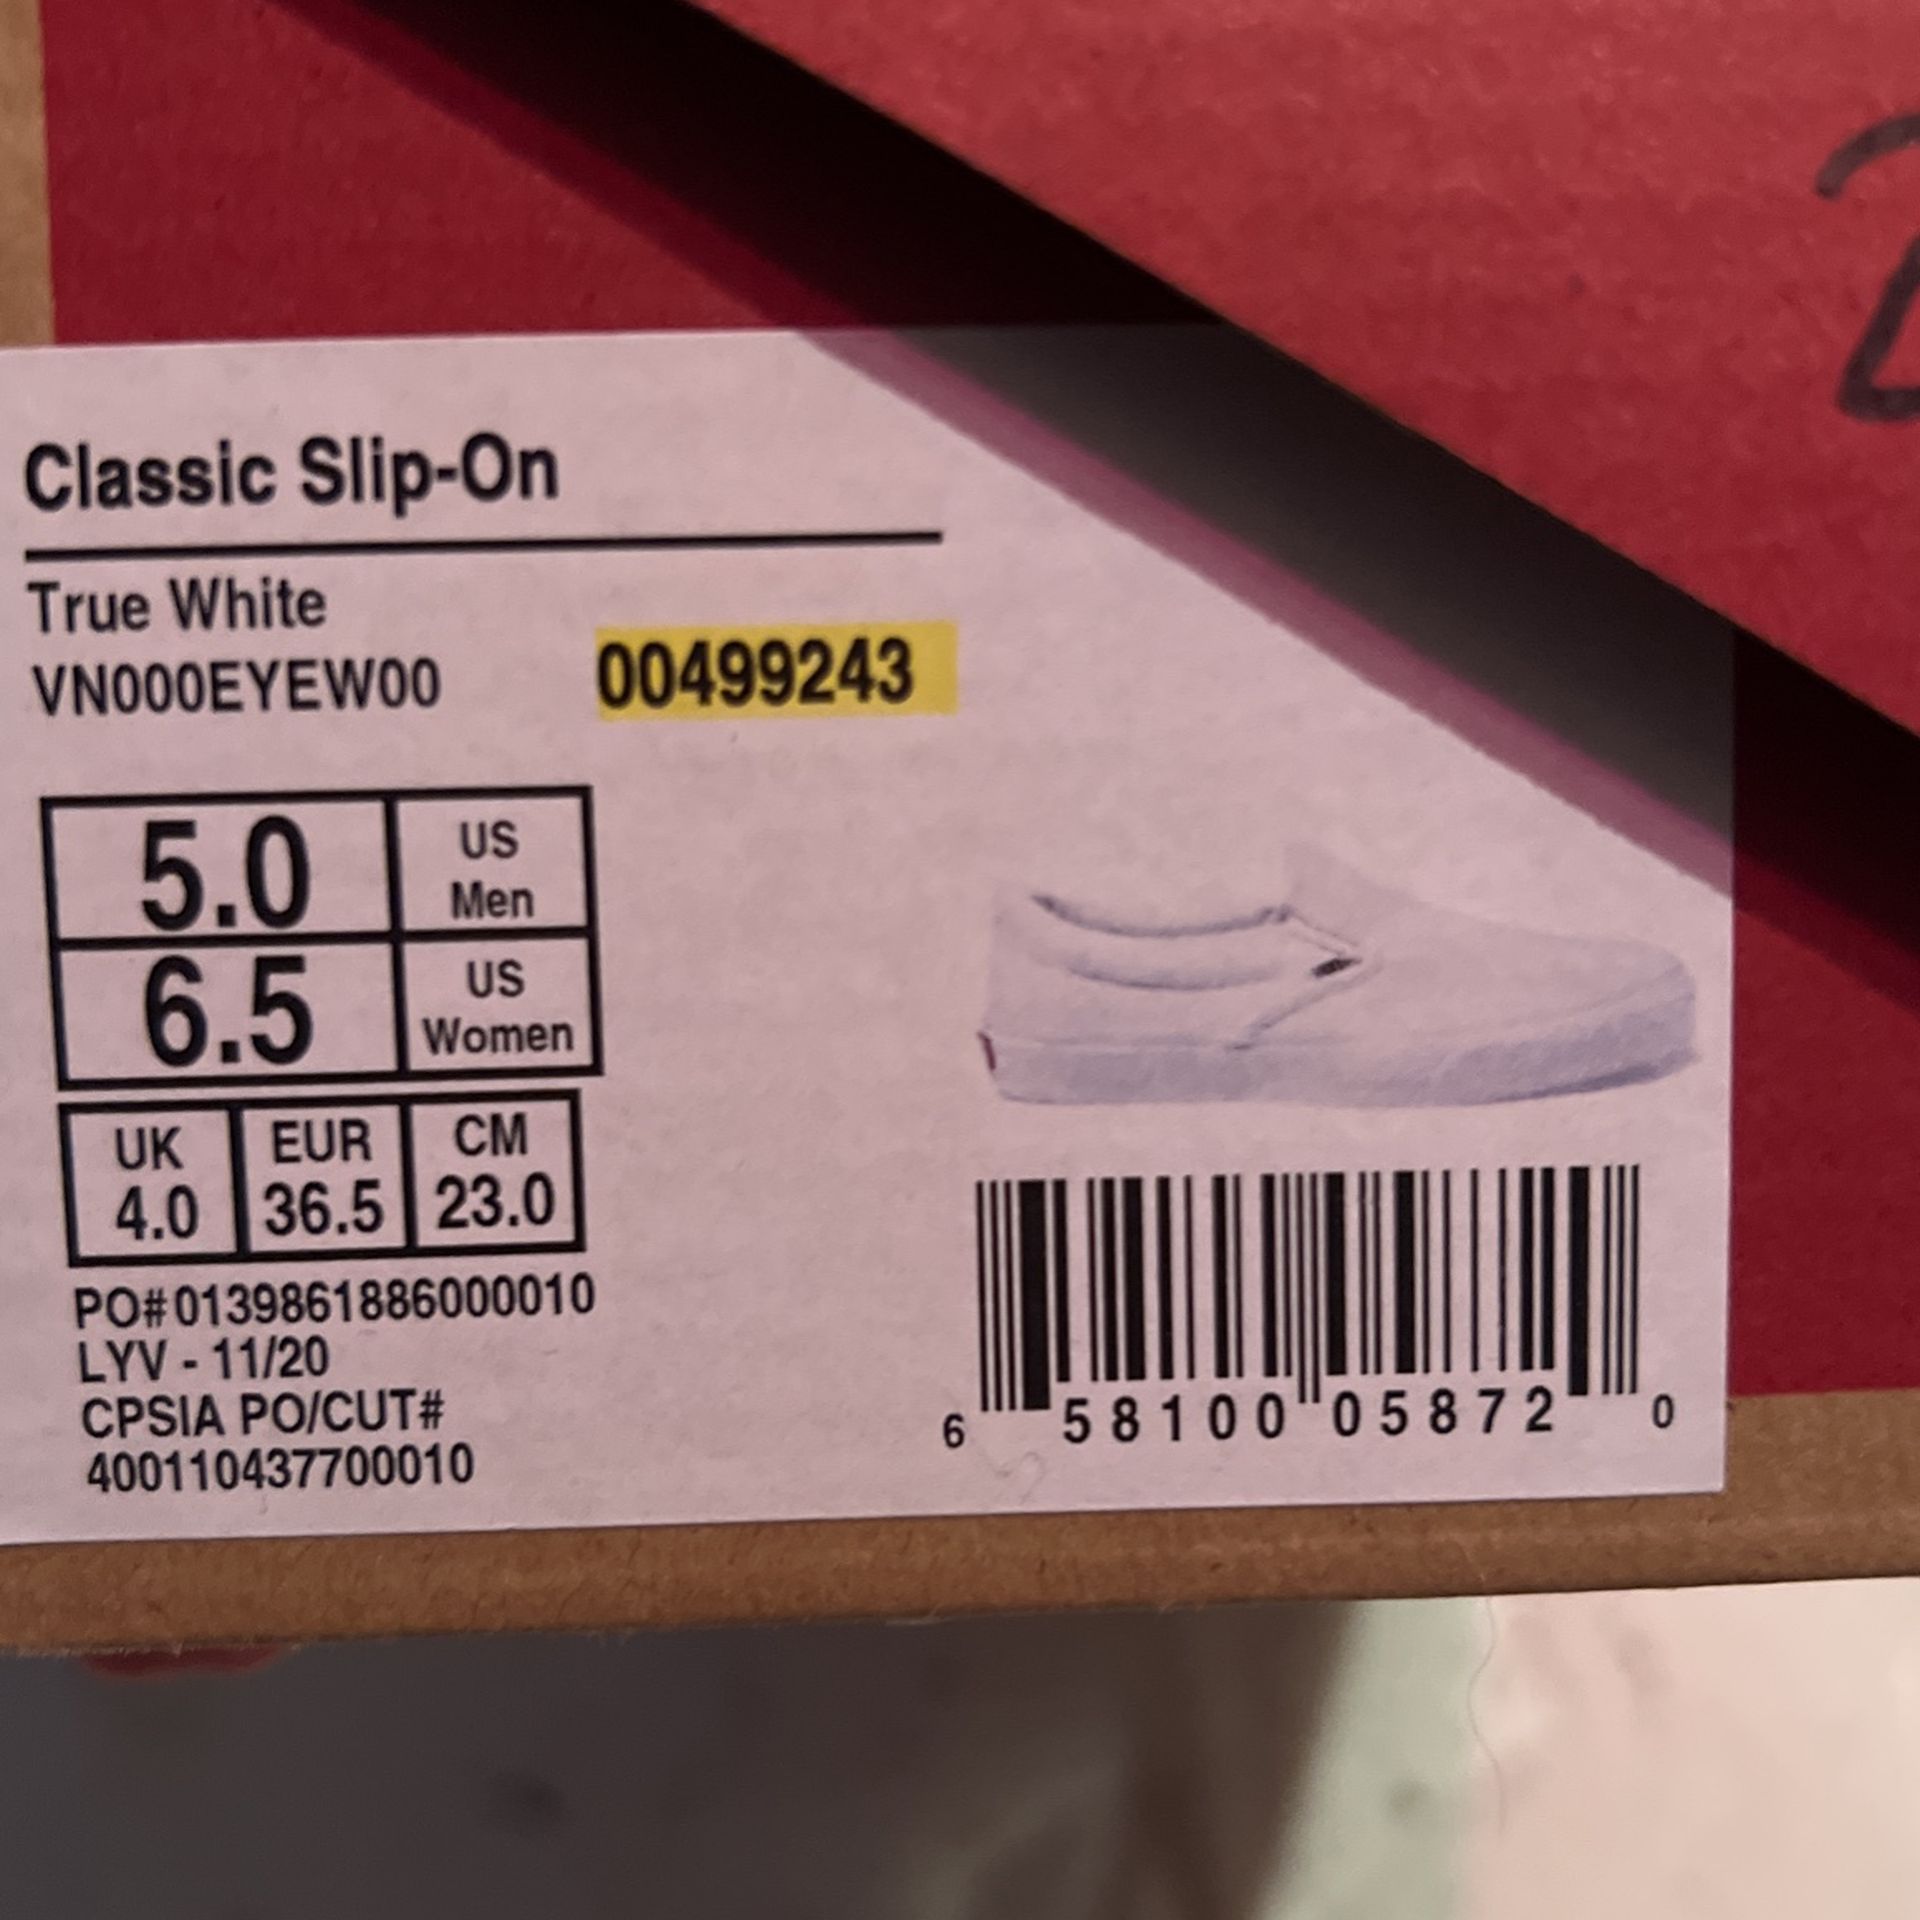 Classic Slip-On
True White
VN000EYEW00 00499243
5.0 US Men
6.5 US Women
UK EUR CM
4.0 36.5 23.0
PO#0139861886000010
LYV - 11/20
CPSIA PO/CUT#
400110437700010
6 58100 05872 0